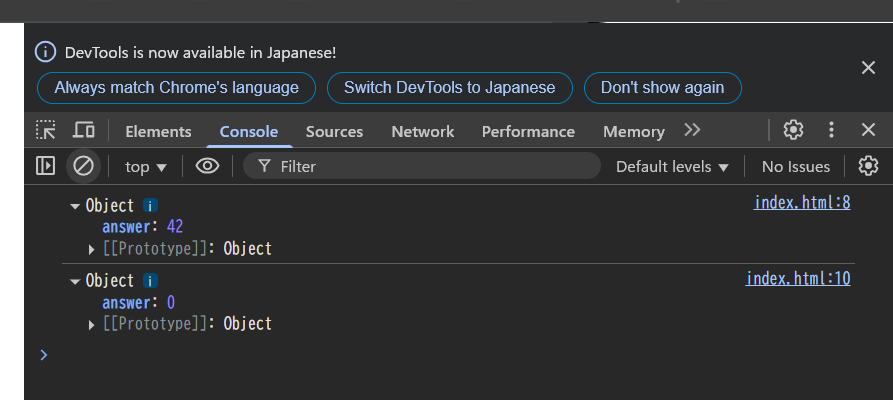 DevTools is now available in Japanese!
Always match Chrome's language Switch DevTools to Japanese Don't show again
Elements Console Sources Network Performance Memory
top Filter Default levels No Issues
Object i index.html:8
answer: 42
[[Prototype]]: Object
Object i index.html:10
answer: 0
[[Prototype]]: Object